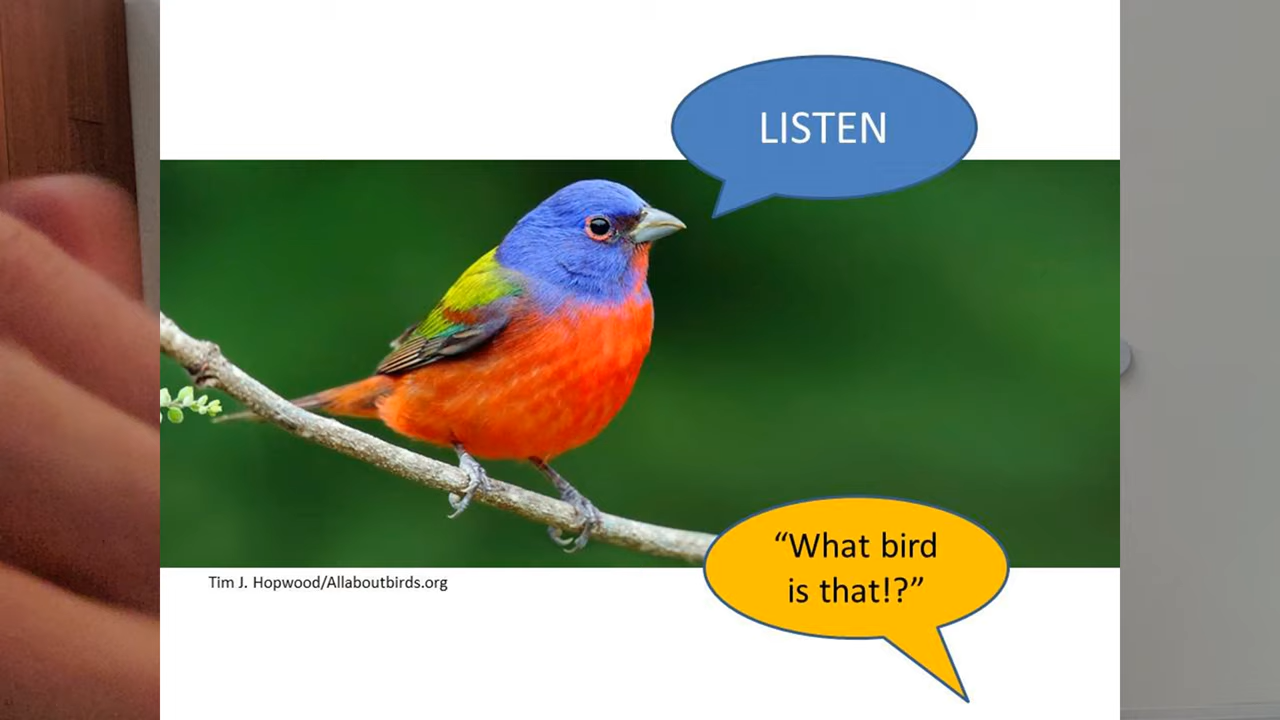 LISTEN
“What bird
is that!?”
Tim J. Hopwood/Allaboutbirds.org